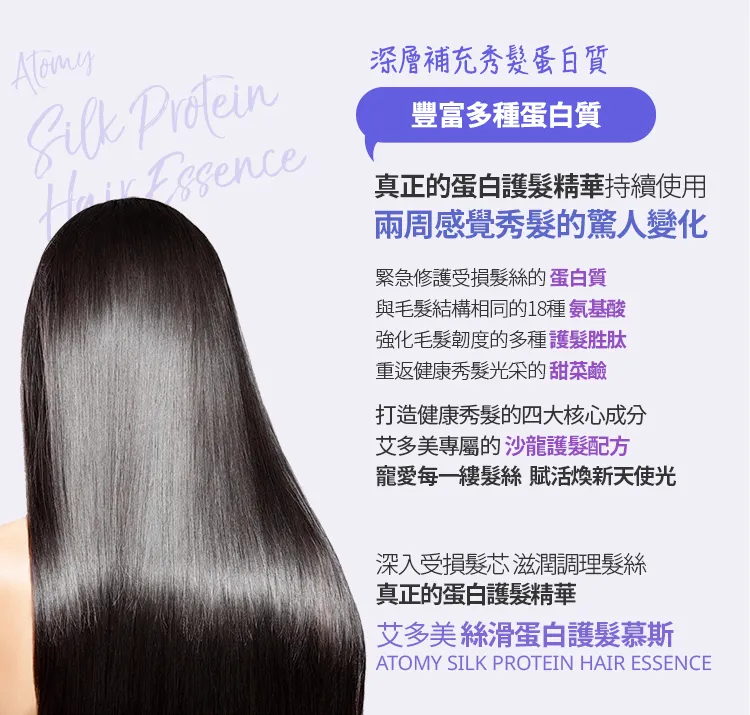 Atomy
Silk Protein
Hair Essence
深層補充秀髮蛋白質
豐富多種蛋白質
真正的蛋白護髮精華持續使用
兩周感覺秀髮的驚人變化
緊急修護受損髮絲的 蛋白質
與毛髮結構相同的18種 氨基酸
強化毛髮韌度的多種 護髮胜肽
重返健康秀髮光采的 甜菜鹼
打造健康秀髮的四大核心成分
艾多美專屬的 沙龍護髮配方
寵愛每一縷髮絲 賦活煥新天使光
深入受損髮芯 滋潤調理髮絲
真正的蛋白護髮精華
艾多美 絲滑蛋白護髮慕斯
ATOMY SILK PROTEIN HAIR ESSENCE